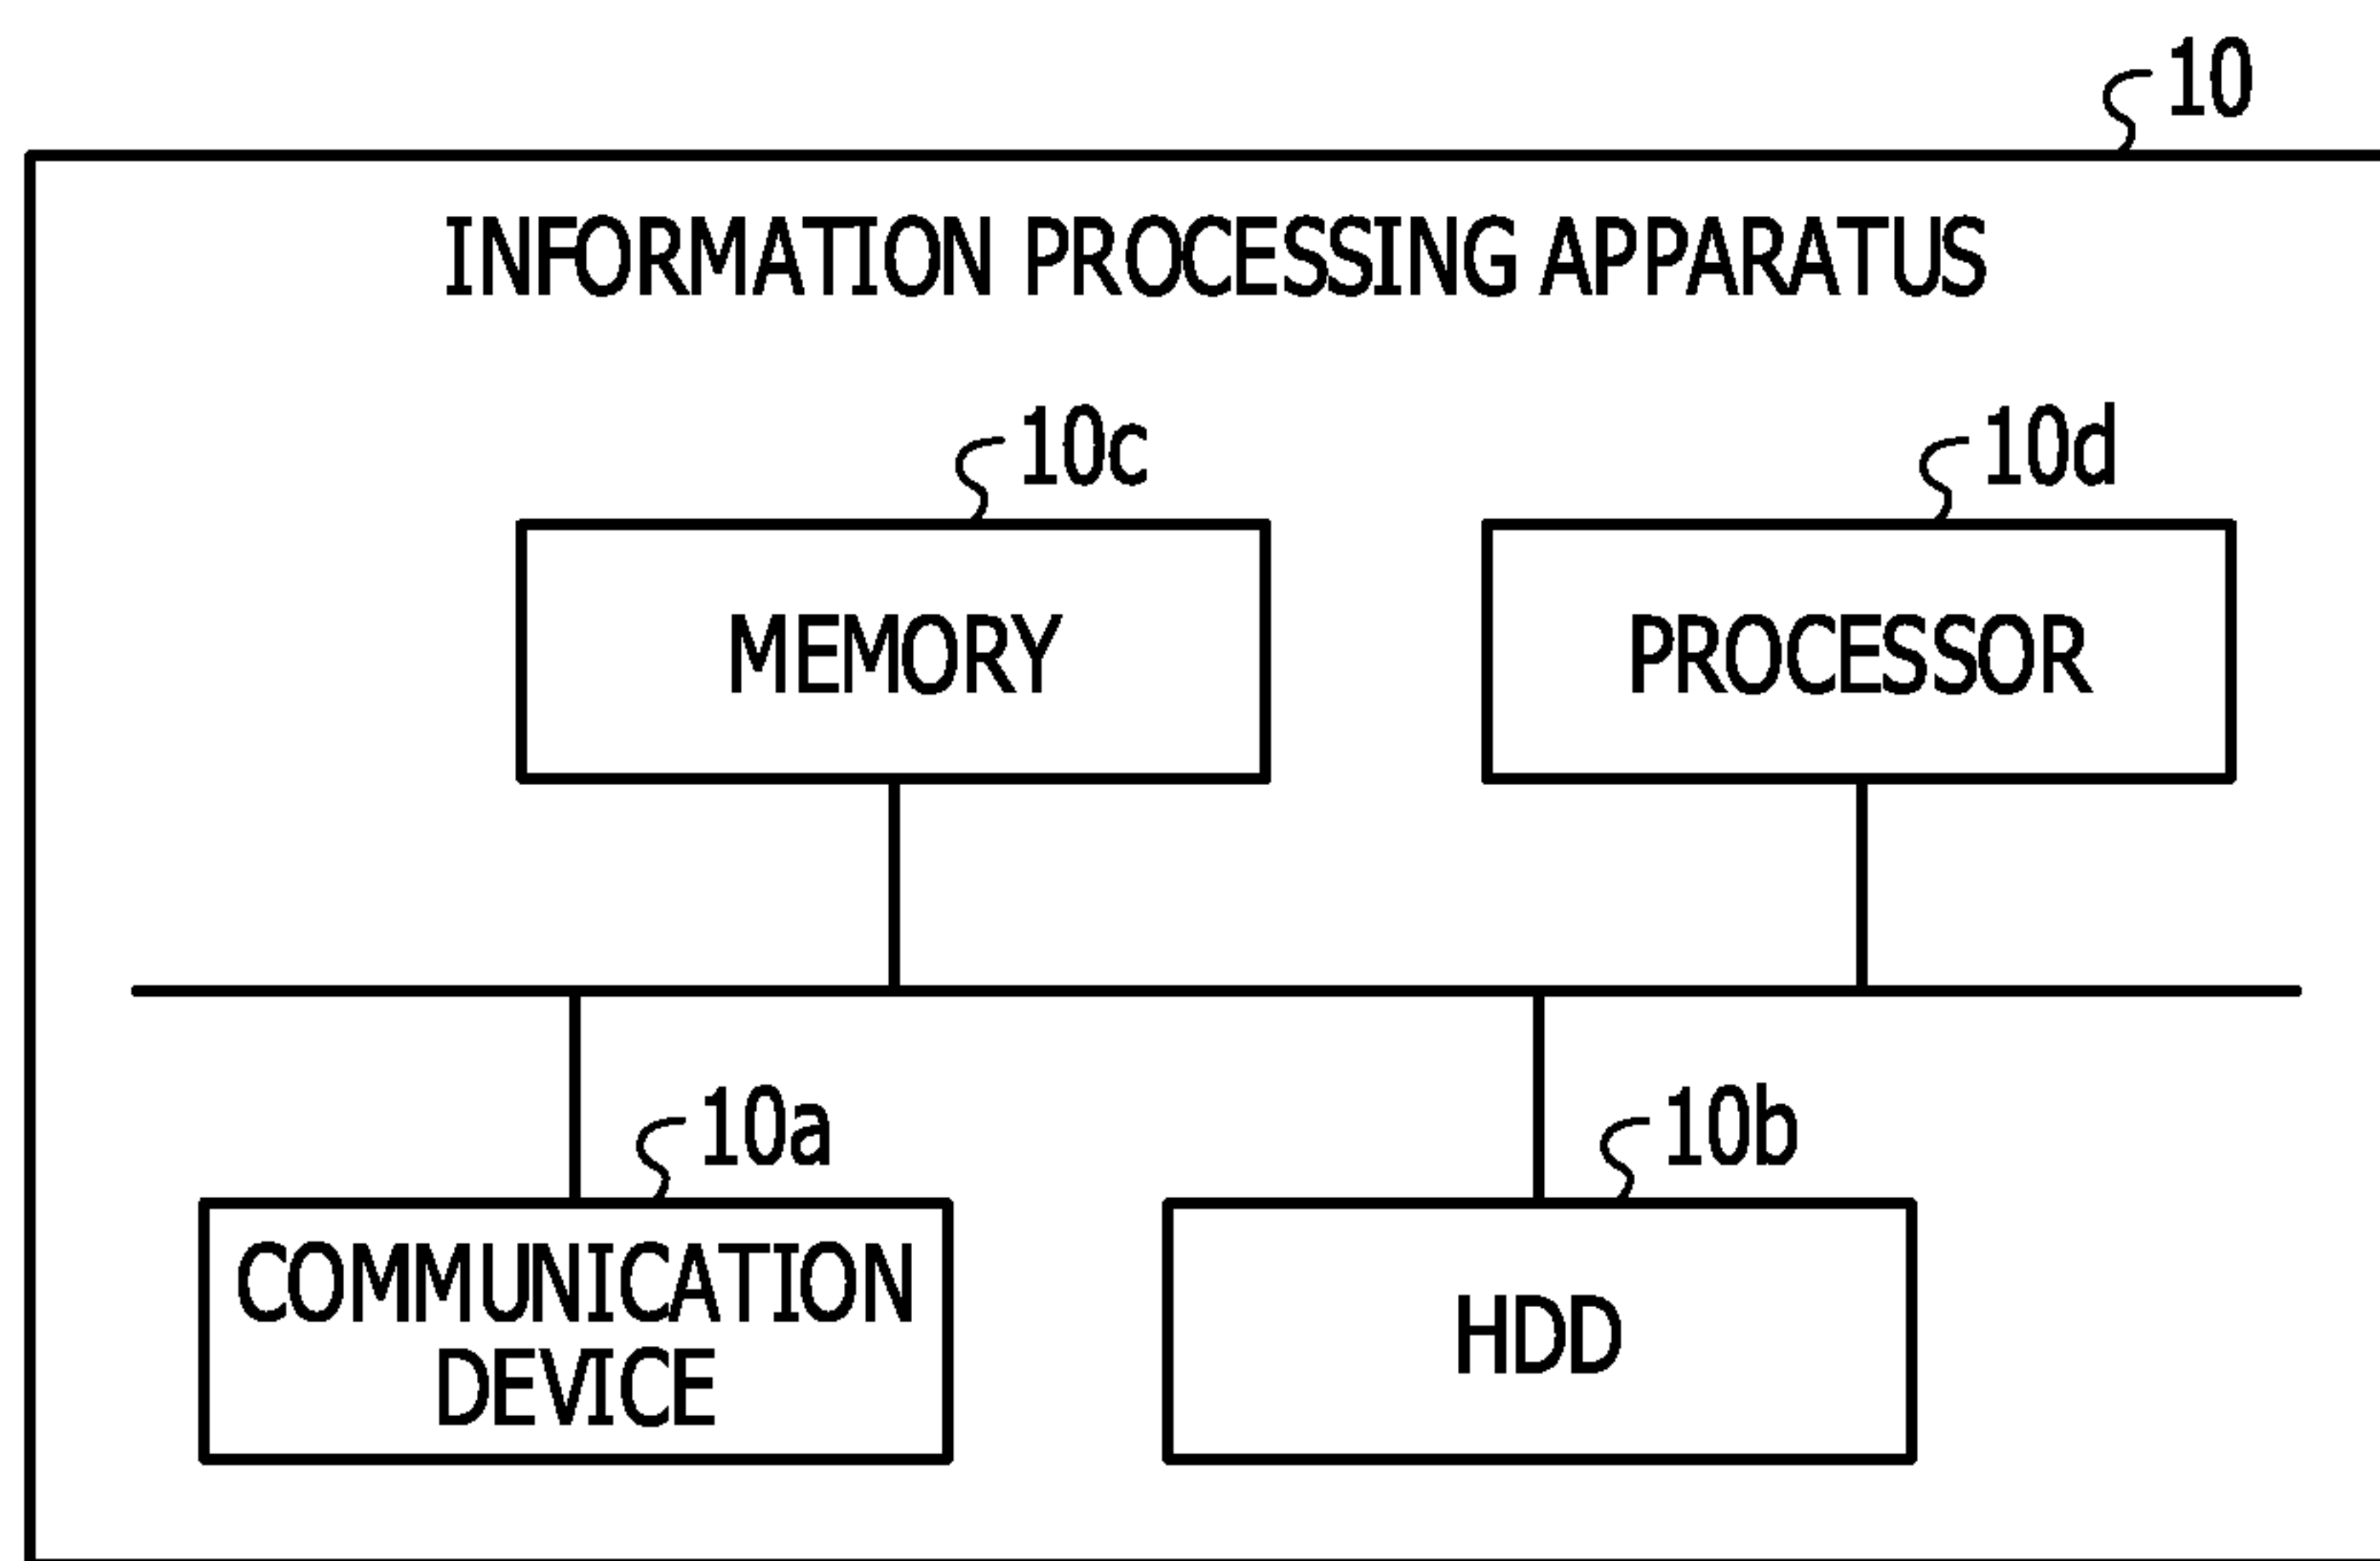 10
INFORMATION PROCESSING APPARATUS
10c
10d
MEMORY
PROCESSOR
10a
10b
COMMUNICATION
DEVICE
HDD